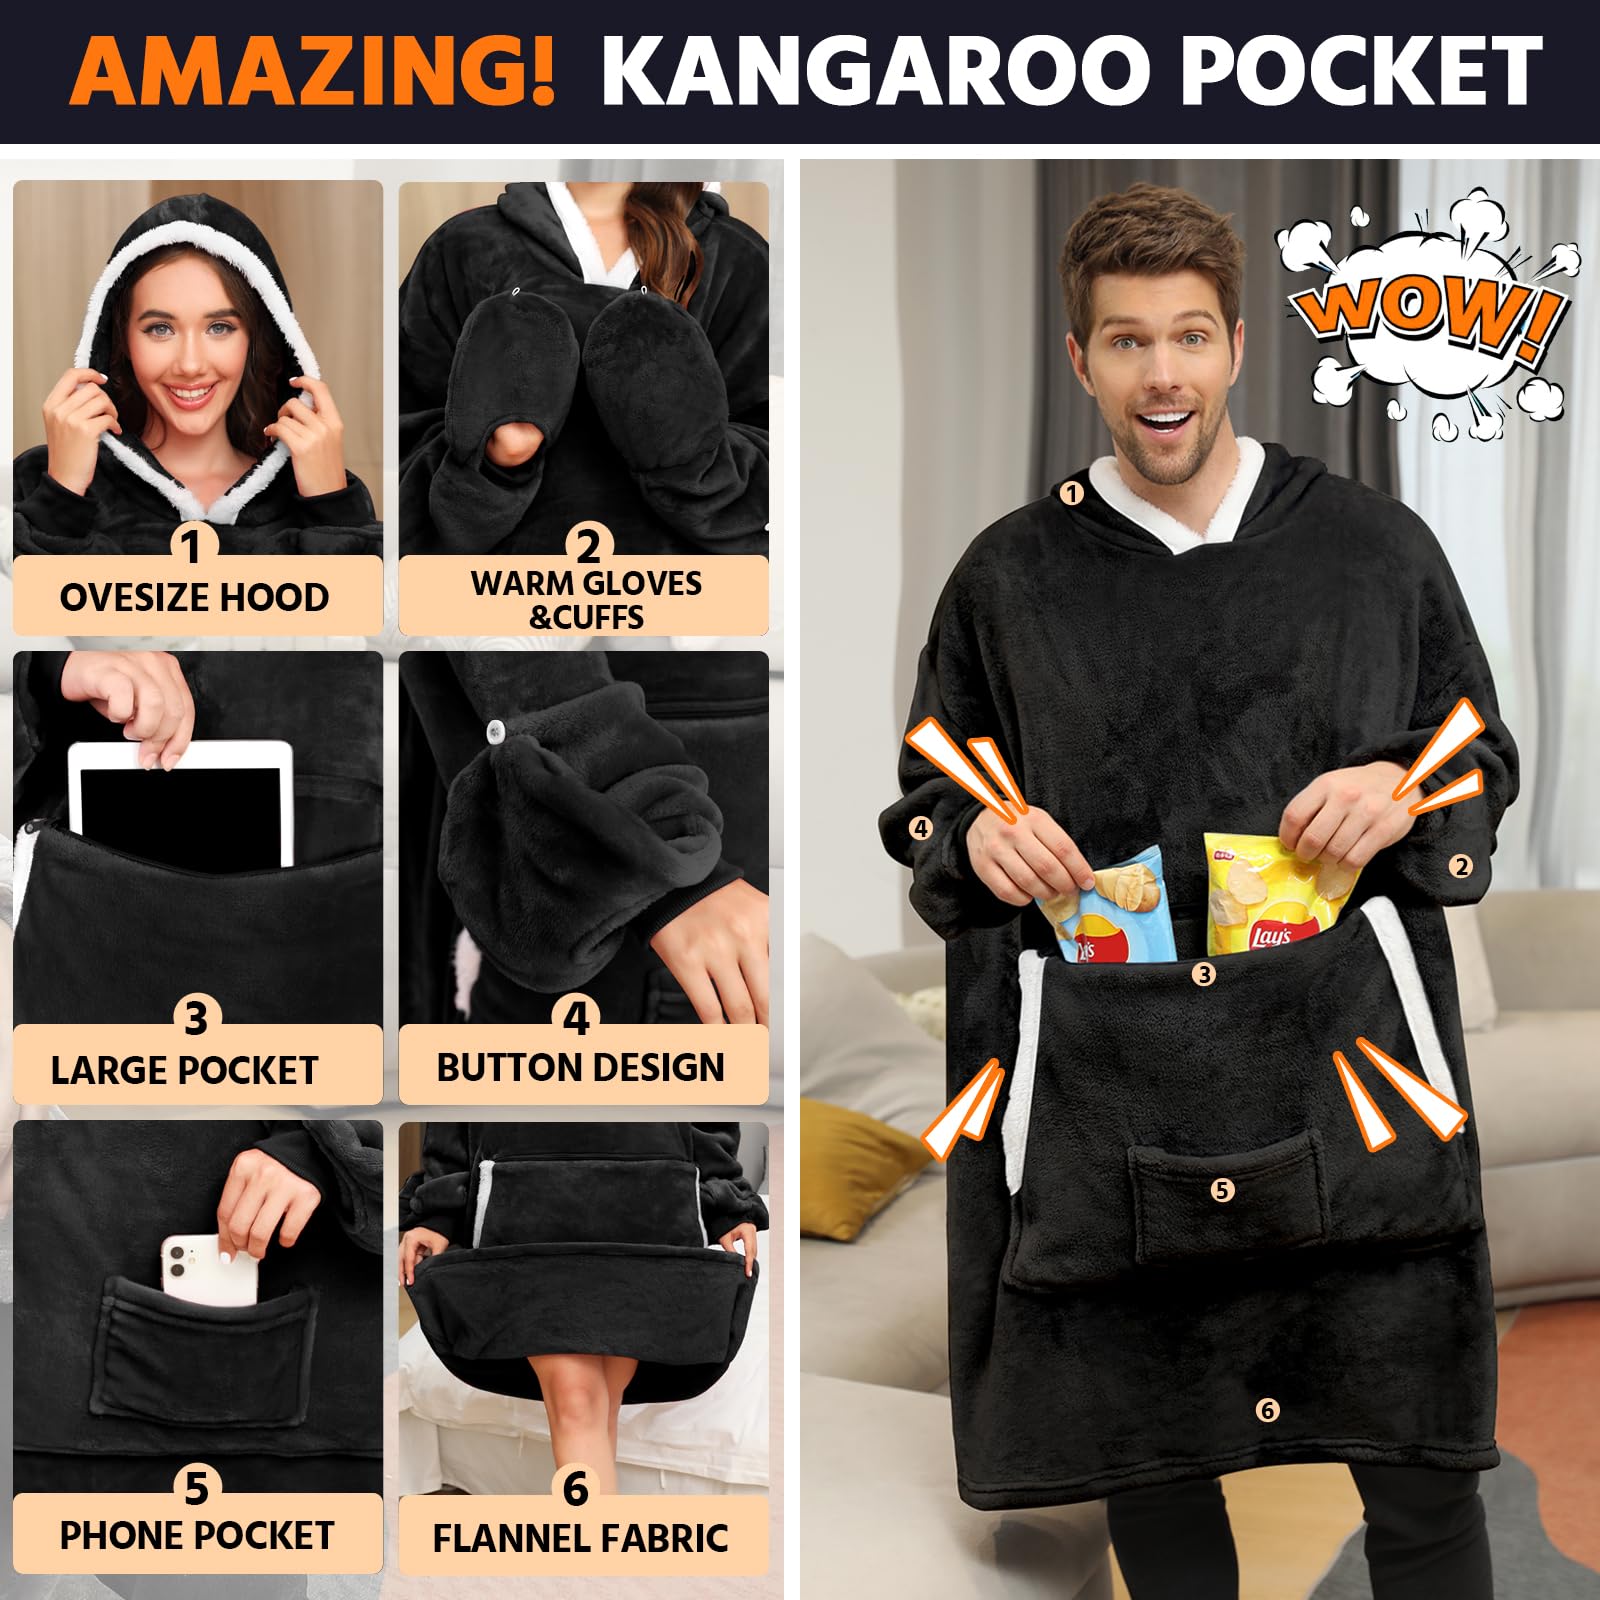 AMAZING! KANGAROO POCKET
1
OVESIZE HOOD
2
WARM GLOVES
&CUFFS
3
LARGE POCKET
4
BUTTON DESIGN
5
PHONE POCKET
6
FLANNEL FABRIC
WOW!
1
4
2
Lay's
3
5
6